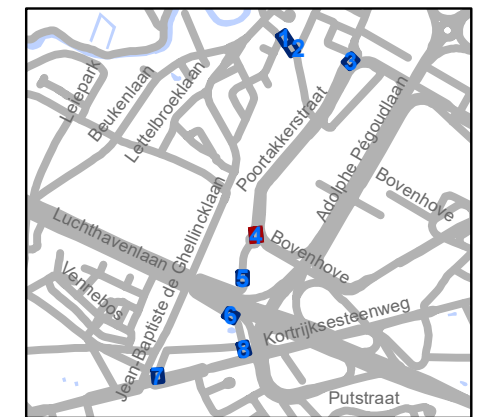 1
2
3
Leiepark
Beukenlaan
Lettelbroeklaan
Poortakkerstraat
Adolphe Pégoudlaan
Bovenhove
Luchthavenlaan
Jean-Baptiste de Ghellincklaan
4
Bovenhove
Vennebos
5
6
Kortrijksesteenweg
8
7
Putstraat